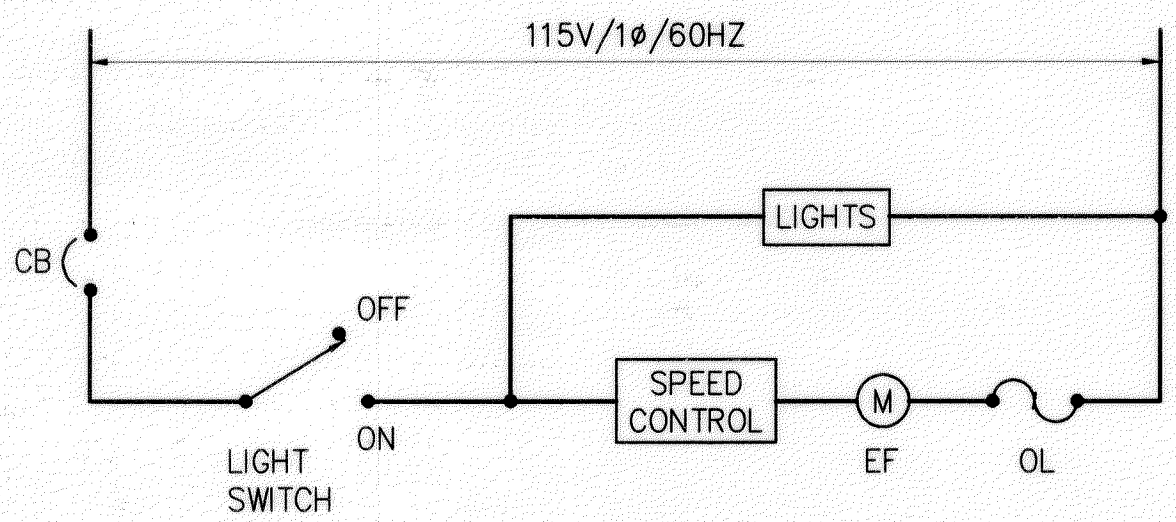 115V/1ø/60HZ
LIGHTS
CB
OFF
SPEED
CONTROL
M
ON
EF
OL
LIGHT
SWITCH